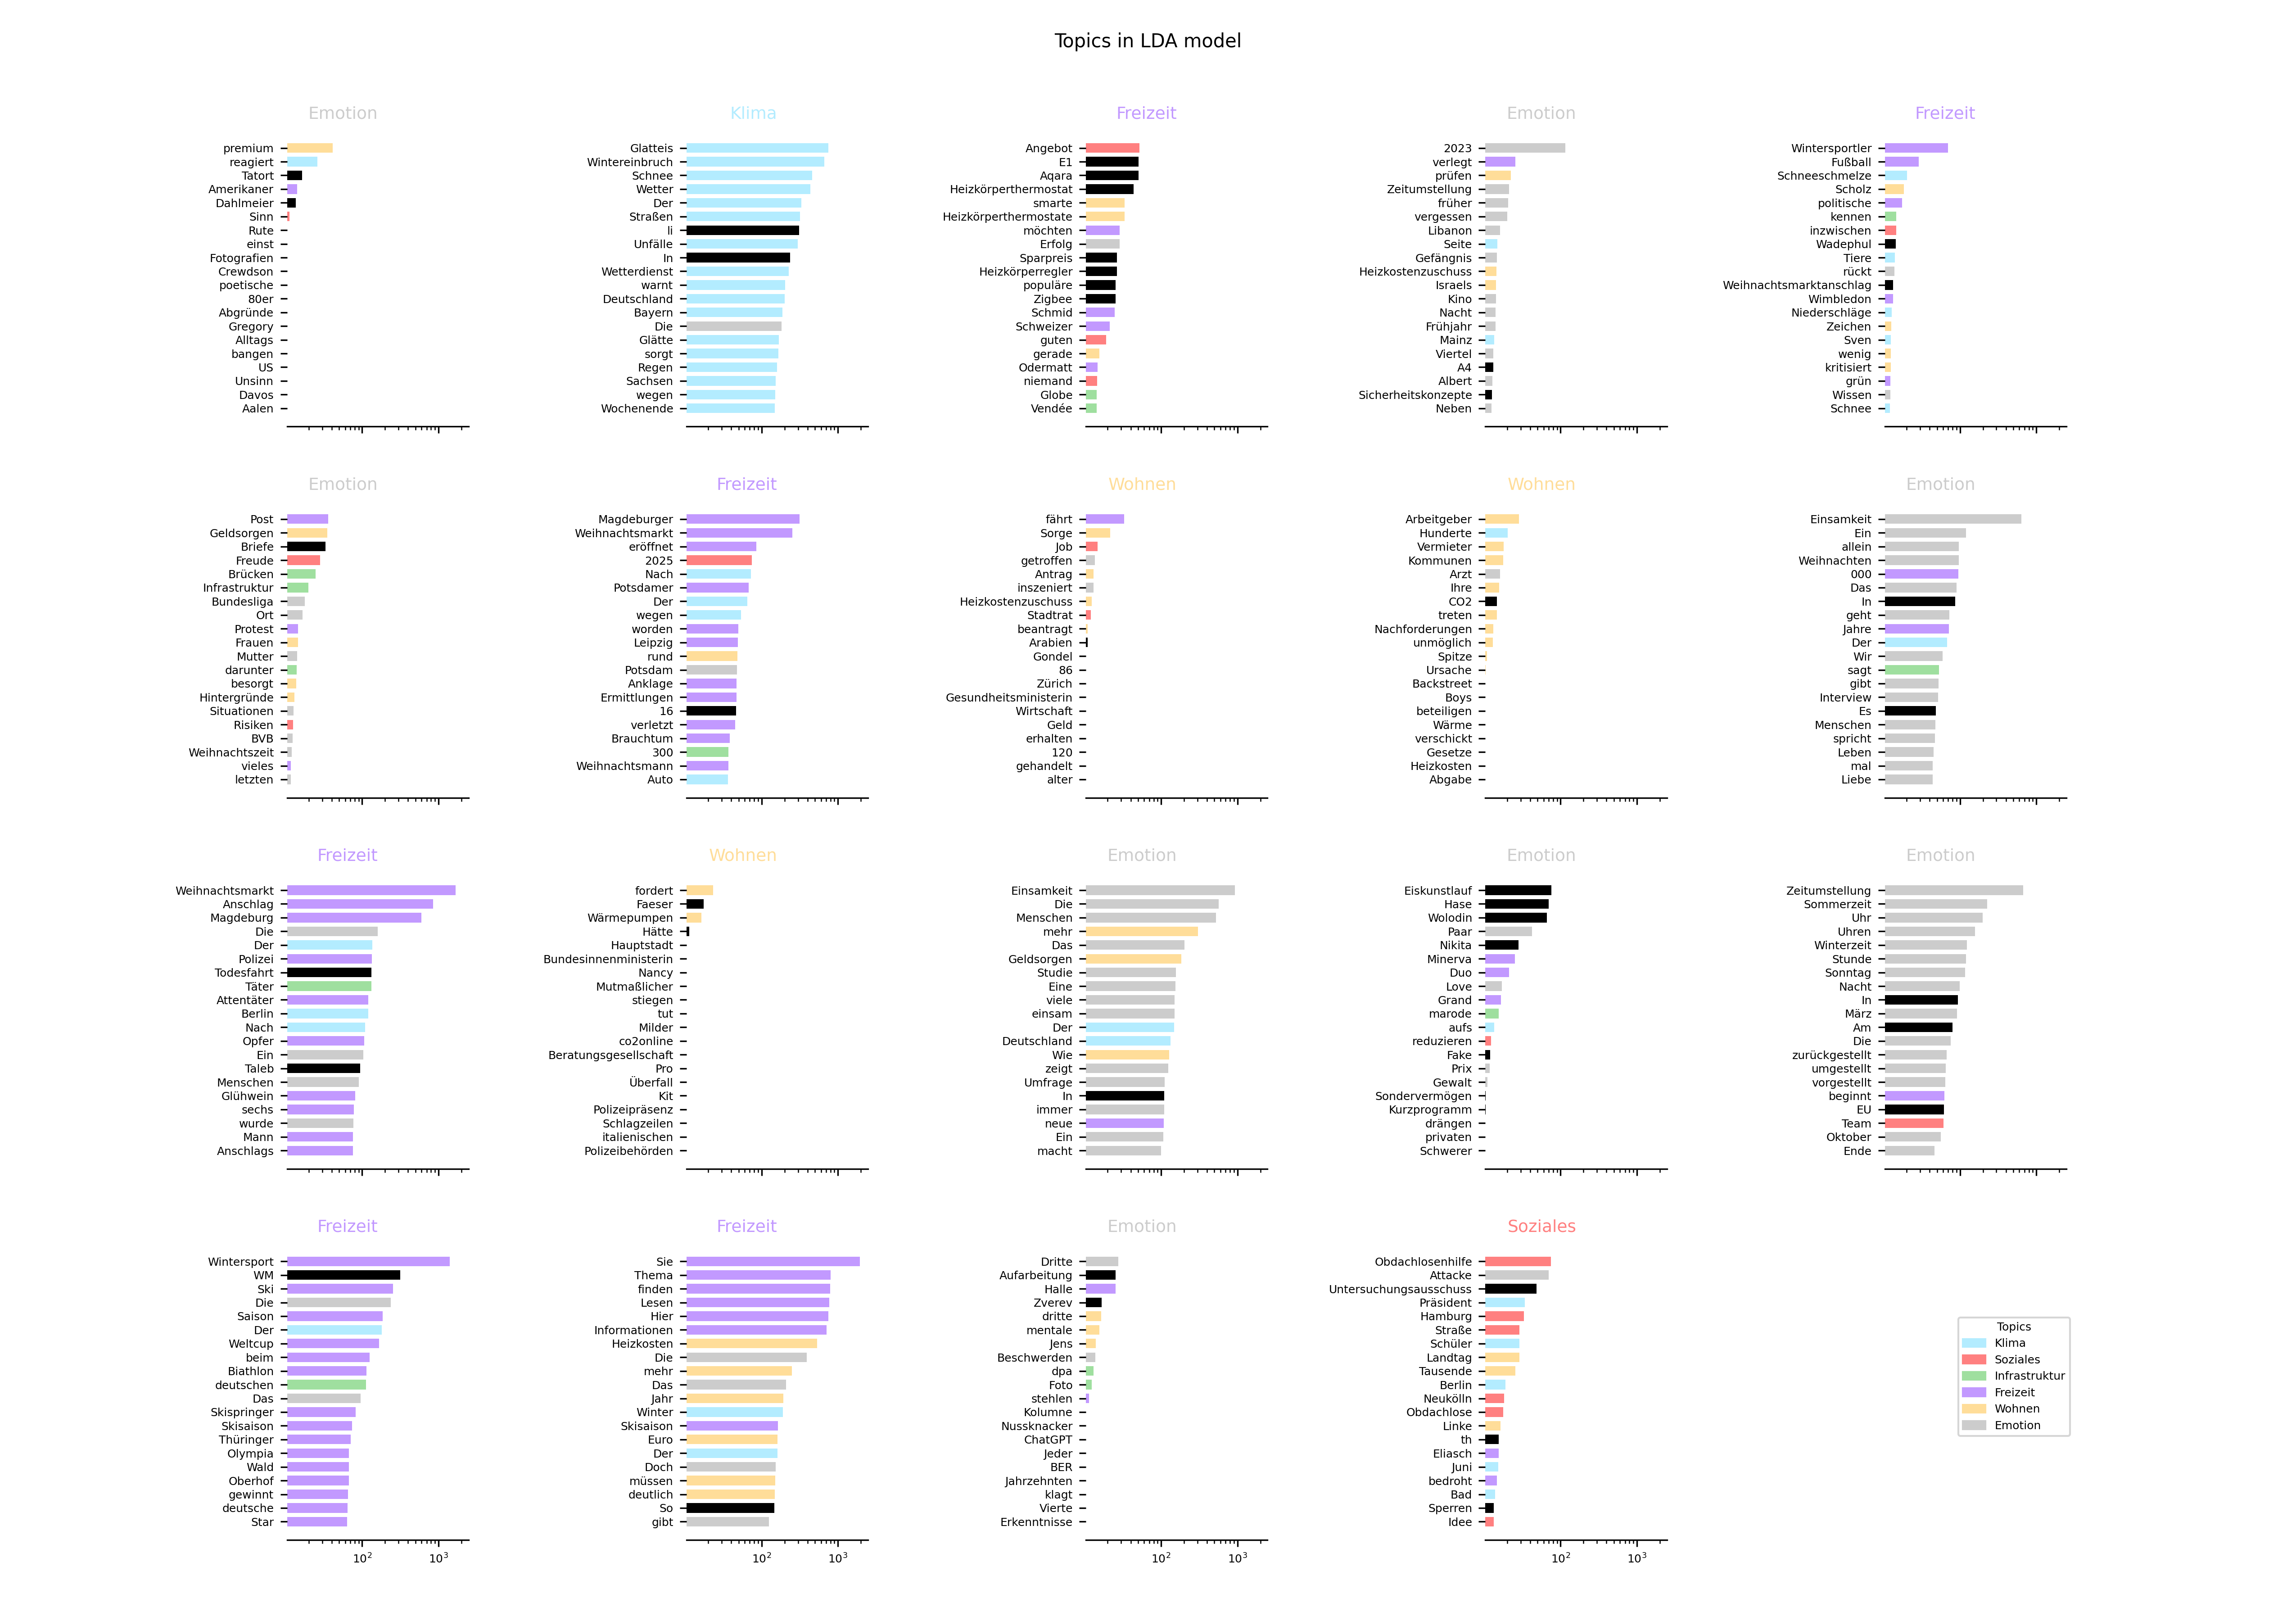 Topics in LDA model
Emotion
premium
reagiert
Tatort
Amerikaner
Dahlmeier
Sinn
Rute
einst
Fotografien
Crewdson
poetische
80er
Abgründe
Gregory
Alltags
bangen
US
Unsinn
Davos
Aalen
Klima
Glatteis
Wintereinbruch
Schnee
Wetter
Der
Straßen
li
Unfälle
In
Wetterdienst
warnt
Deutschland
Bayern
Die
Glätte
sorgt
Regen
Sachsen
wegen
Wochenende
Freizeit
Angebot
E1
Aqara
Heizkörperthermostat
smarte
Heizkörperthermostate
möchten
Erfolg
Sparpreis
Heizkörperregler
populäre
Zigbee
Schmid
Schweizer
guten
gerade
Odermatt
niemand
Globe
Vendée
Emotion
2023
verlegt
prüfen
Zeitumstellung
früher
vergessen
Libanon
Seite
Gefängnis
Heizkostenzuschuss
Israels
Kino
Nacht
Frühjahr
Mainz
Viertel
A4
Albert
Sicherheitskonzepte
Neben
Freizeit
Wintersportler
Fußball
Schneeschmelze
Scholz
politische
kennen
inzwischen
Wadephul
Tiere
rückt
Weihnachtsmarktanschlag
Wimbledon
Niederschläge
Zeichen
Sven
wenig
kritisiert
grün
Wissen
Schnee
Emotion
Post
Geldsorgen
Briefe
Freude
Brücken
Infrastruktur
Bundesliga
Ort
Protest
Frauen
Mutter
darunter
besorgt
Hintergründe
Situationen
Risiken
BVB
Weihnachtszeit
vieles
letzten
Freizeit
Magdeburger
Weihnachtsmarkt
eröffnet
2025
Nach
Potsdamer
Der
wegen
worden
Leipzig
rund
Potsdam
Anklage
Ermittlungen
16
verletzt
Brauchtum
300
Weihnachtsmann
Auto
Wohnen
fährt
Sorge
Job
getroffen
Antrag
inszeniert
Heizkostenzuschuss
Stadtrat
beantragt
Arabien
Gondel
86
Zürich
Gesundheitsministerin
Wirtschaft
Geld
erhalten
120
gehandelt
alter
Wohnen
Arbeitgeber
Hunderte
Vermieter
Kommunen
Arzt
Ihre
CO2
treten
Nachforderungen
unmöglich
Spitze
Ursache
Backstreet
Boys
beteiligen
Wärme
verschickt
Gesetze
Heizkosten
Abgabe
Emotion
Einsamkeit
Ein
allein
Weihnachten
000
Das
In
geht
Jahre
Der
Wir
sagt
gibt
Interview
Es
Menschen
spricht
Leben
mal
Liebe
Freizeit
Weihnachtsmarkt
Anschlag
Magdeburg
Die
Der
Polizei
Todesfahrt
Täter
Attentäter
Berlin
Nach
Opfer
Ein
Taleb
Menschen
Glühwein
sechs
wurde
Mann
Anschlags
Wohnen
fordert
Faeser
Wärmepumpen
Hätte
Hauptstadt
Bundesinnenministerin
Nancy
Mutmaßlicher
stiegen
tut
Milder
co2online
Beratungsgesellschaft
Pro
Überfall
Kit
Polizeipräsenz
Schlagzeilen
italienischen
Polizeibehörden
Emotion
Einsamkeit
Die
Menschen
mehr
Das
Geldsorgen
Studie
Eine
viele
einsam
Der
Deutschland
Wie
zeigt
Umfrage
In
immer
neue
Ein
macht
Emotion
Eiskunstlauf
Hase
Wolodin
Paar
Nikita
Minerva
Duo
Love
Grand
marode
aufs
reduzieren
Fake
Prix
Gewalt
Sondervermögen
Kurzprogramm
drängen
privaten
Schwerer
Emotion
Zeitumstellung
Sommerzeit
Uhr
Uhren
Winterzeit
Stunde
Sonntag
Nacht
In
März
Am
Die
zurückgestellt
umgestellt
vorgestellt
beginnt
EU
Team
Oktober
Ende
Freizeit
Wintersport
WM
Ski
Die
Saison
Der
Weltcup
beim
Biathlon
deutschen
Das
Skispringer
Skisaison
Thüringer
Olympia
Wald
Oberhof
gewinnt
deutsche
Star
10² 10³
Freizeit
Sie
Thema
finden
Lesen
Hier
Informationen
Heizkosten
Die
mehr
Das
Jahr
Winter
Skisaison
Euro
Der
Doch
müssen
deutlich
So
gibt
10² 10³
Emotion
Dritte
Aufarbeitung
Halle
Zverev
dritte
mentale
Jens
Beschwerden
dpa
Foto
stehlen
Kolumne
Nussknacker
ChatGPT
Jeder
BER
Jahrzehnten
klagt
Vierte
Erkenntnisse
10² 10³
Soziales
Obdachlosenhilfe
Attacke
Untersuchungsausschuss
Präsident
Hamburg
Straße
Schüler
Landtag
Tausende
Berlin
Neukölln
Obdachlose
Linke
th
Eliasch
Juni
bedroht
Bad
Sperren
Idee
10² 10³
Topics
Klima
Soziales
Infrastruktur
Freizeit
Wohnen
Emotion